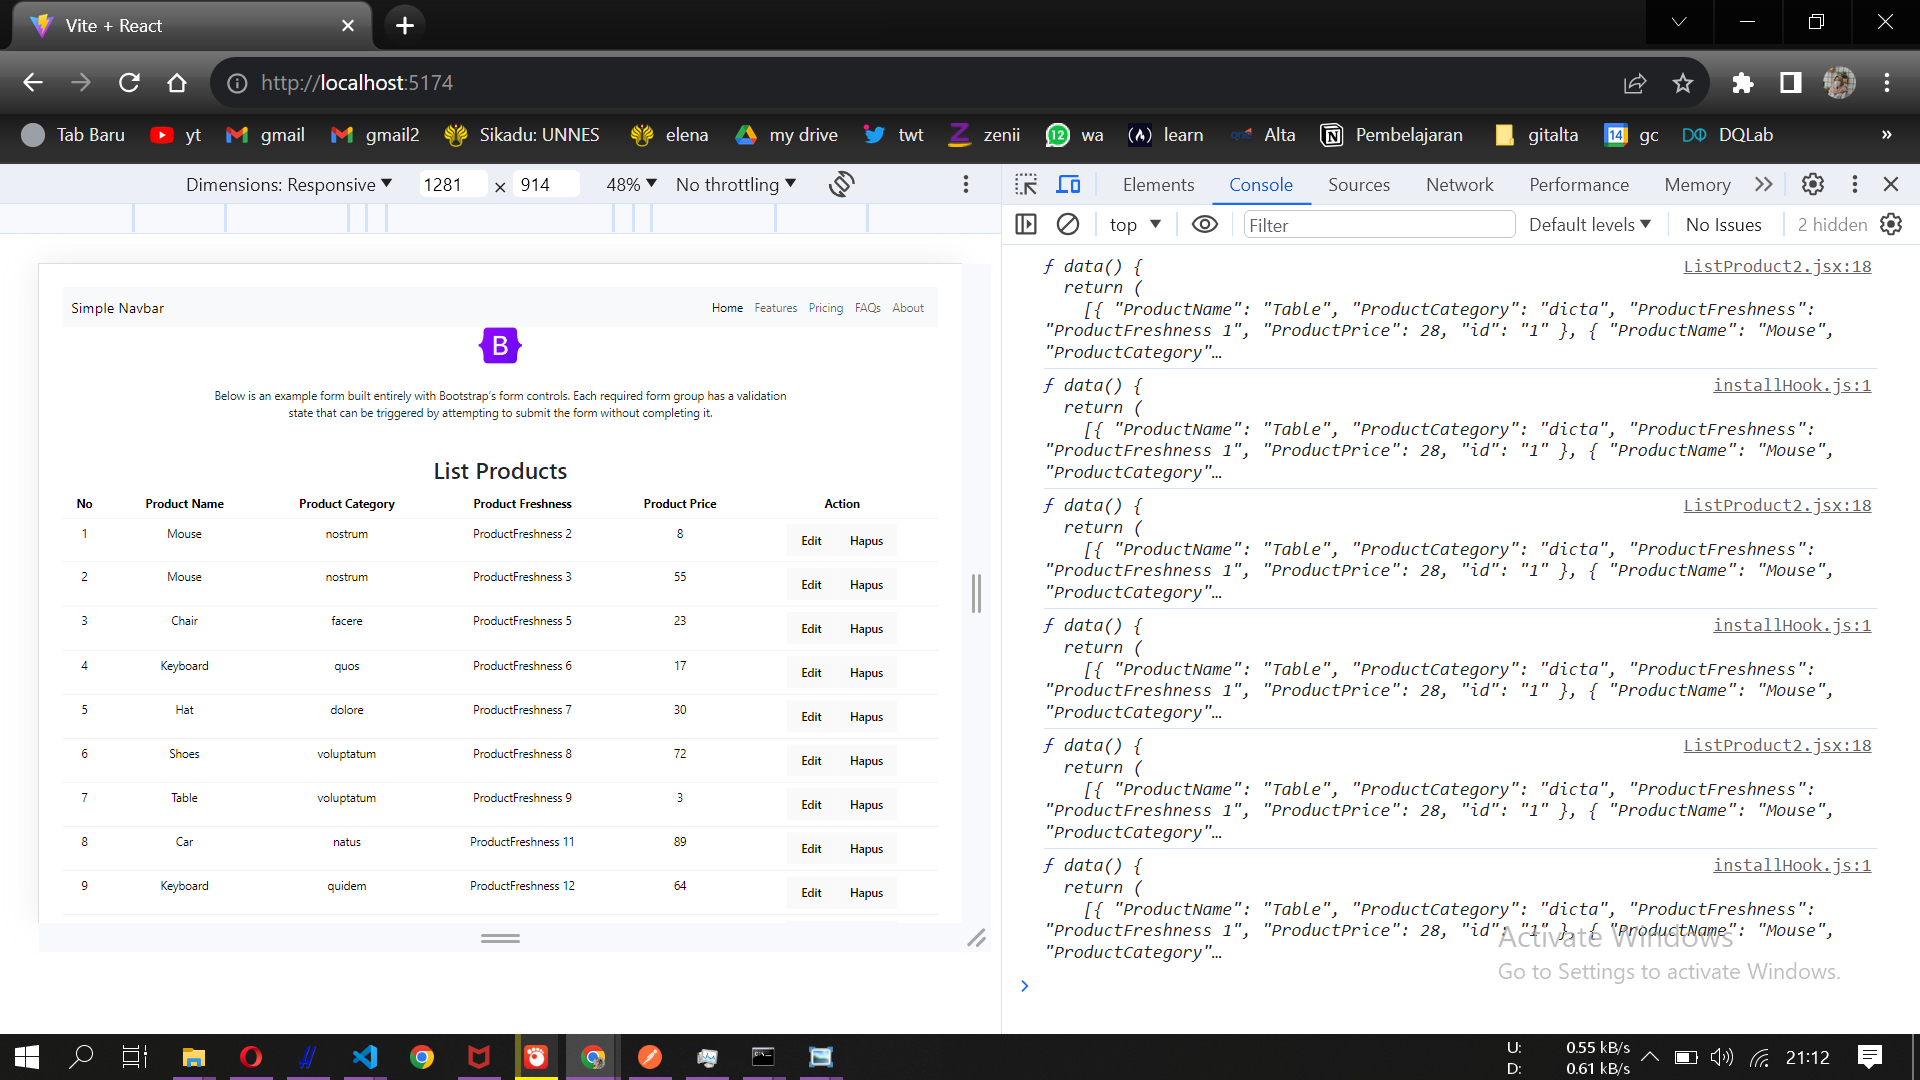 Vite + React
http://localhost:5174
Tab Baru yt gmail gmail2 Sikadu: UNNES elena my drive twt zenii 12 wa learn Alta Pembelajaran gitalta 14 gc DQLab »
Dimensions: Responsive 1281 × 914 48% No throttling
Elements Console Sources Network Performance Memory
top Filter Default levels No Issues 2 hidden
Simple Navbar Home Features Pricing FAQs About
B
Below is an example form built entirely with Bootstrap's form controls. Each required form group has a validation
state that can be triggered by attempting to submit the form without completing it.
List Products
No Product Name Product Category Product Freshness Product Price Action
1 Mouse nostrum ProductFreshness 2 8 Edit Hapus
2 Mouse nostrum ProductFreshness 3 55 Edit Hapus
3 Chair facere ProductFreshness 5 23 Edit Hapus
4 Keyboard quos ProductFreshness 6 17 Edit Hapus
5 Hat dolore ProductFreshness 7 30 Edit Hapus
6 Shoes voluptatum ProductFreshness 8 72 Edit Hapus
7 Table voluptatum ProductFreshness 9 3 Edit Hapus
8 Car natus ProductFreshness 11 89 Edit Hapus
9 Keyboard quidem ProductFreshness 12 64 Edit Hapus
ƒ data() { ListProduct2.jsx:18
return (
[{ "ProductName": "Table", "ProductCategory": "dicta", "ProductFreshness":
"ProductFreshness 1", "ProductPrice": 28, "id": "1" }, { "ProductName": "Mouse",
"ProductCategory"…
ƒ data() { installHook.js:1
return (
[{ "ProductName": "Table", "ProductCategory": "dicta", "ProductFreshness":
"ProductFreshness 1", "ProductPrice": 28, "id": "1" }, { "ProductName": "Mouse",
"ProductCategory"…
ƒ data() { ListProduct2.jsx:18
return (
[{ "ProductName": "Table", "ProductCategory": "dicta", "ProductFreshness":
"ProductFreshness 1", "ProductPrice": 28, "id": "1" }, { "ProductName": "Mouse",
"ProductCategory"…
ƒ data() { installHook.js:1
return (
[{ "ProductName": "Table", "ProductCategory": "dicta", "ProductFreshness":
"ProductFreshness 1", "ProductPrice": 28, "id": "1" }, { "ProductName": "Mouse",
"ProductCategory"…
ƒ data() { ListProduct2.jsx:18
return (
[{ "ProductName": "Table", "ProductCategory": "dicta", "ProductFreshness":
"ProductFreshness 1", "ProductPrice": 28, "id": "1" }, { "ProductName": "Mouse",
"ProductCategory"…
ƒ data() { installHook.js:1
return (
[{ "ProductName": "Table", "ProductCategory": "dicta", "ProductFreshness":
"ProductFreshness 1", "ProductPrice": 28, "id": "1" }, { "ProductName": "Mouse",
"ProductCategory"…
Activate Windows
Go to Settings to activate Windows.
U: 0.55 kB/s
D: 0.61 kB/s
21:12